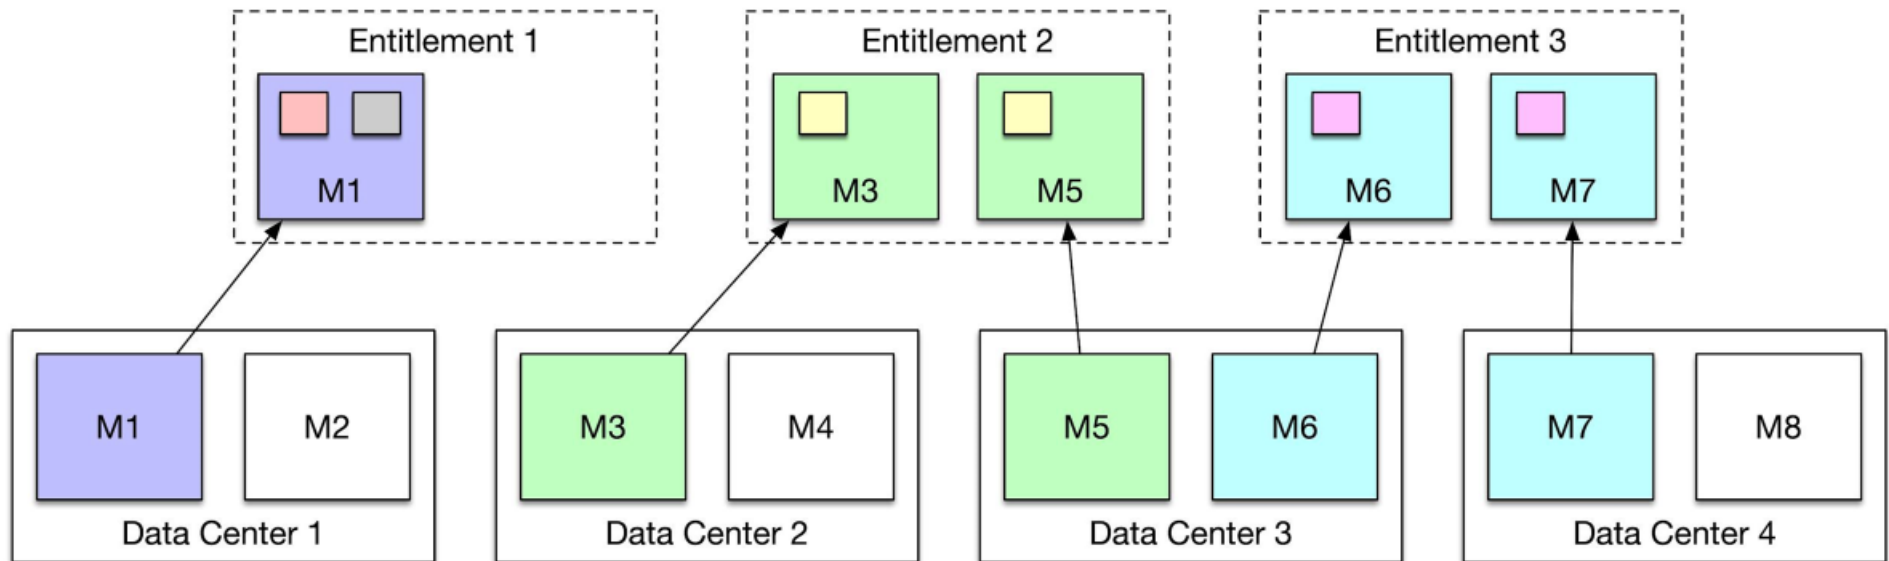 Entitlement 1
Entitlement 2
Entitlement 3
M1
M3
M5
M6
M7
M1
M2
M3
M4
M5
M6
M7
M8
Data Center 1
Data Center 2
Data Center 3
Data Center 4